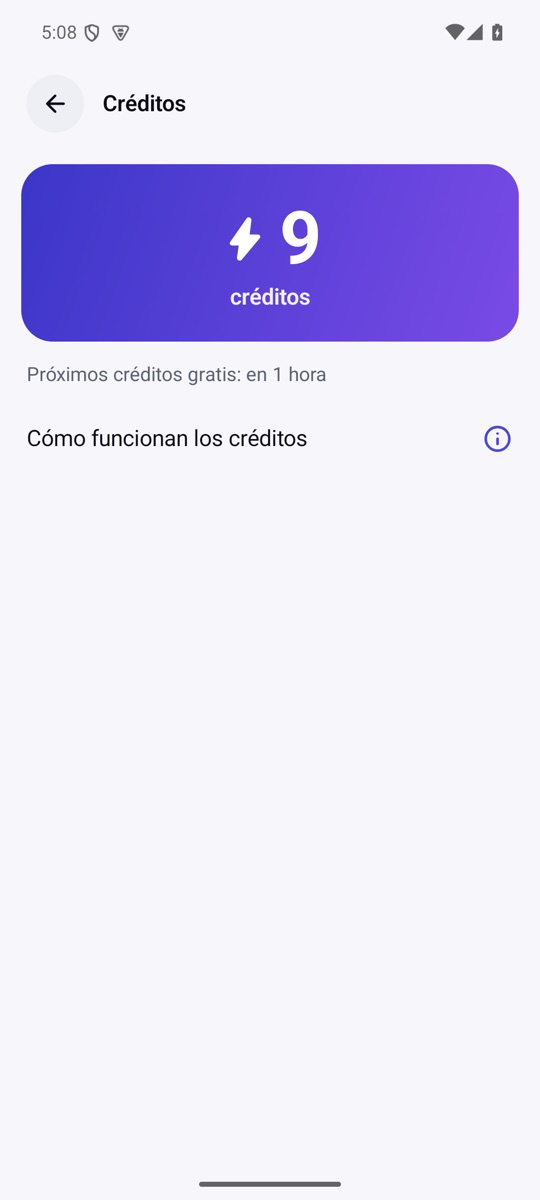 5:08
Créditos
9
créditos
Próximos créditos gratis: en 1 hora
Cómo funcionan los créditos